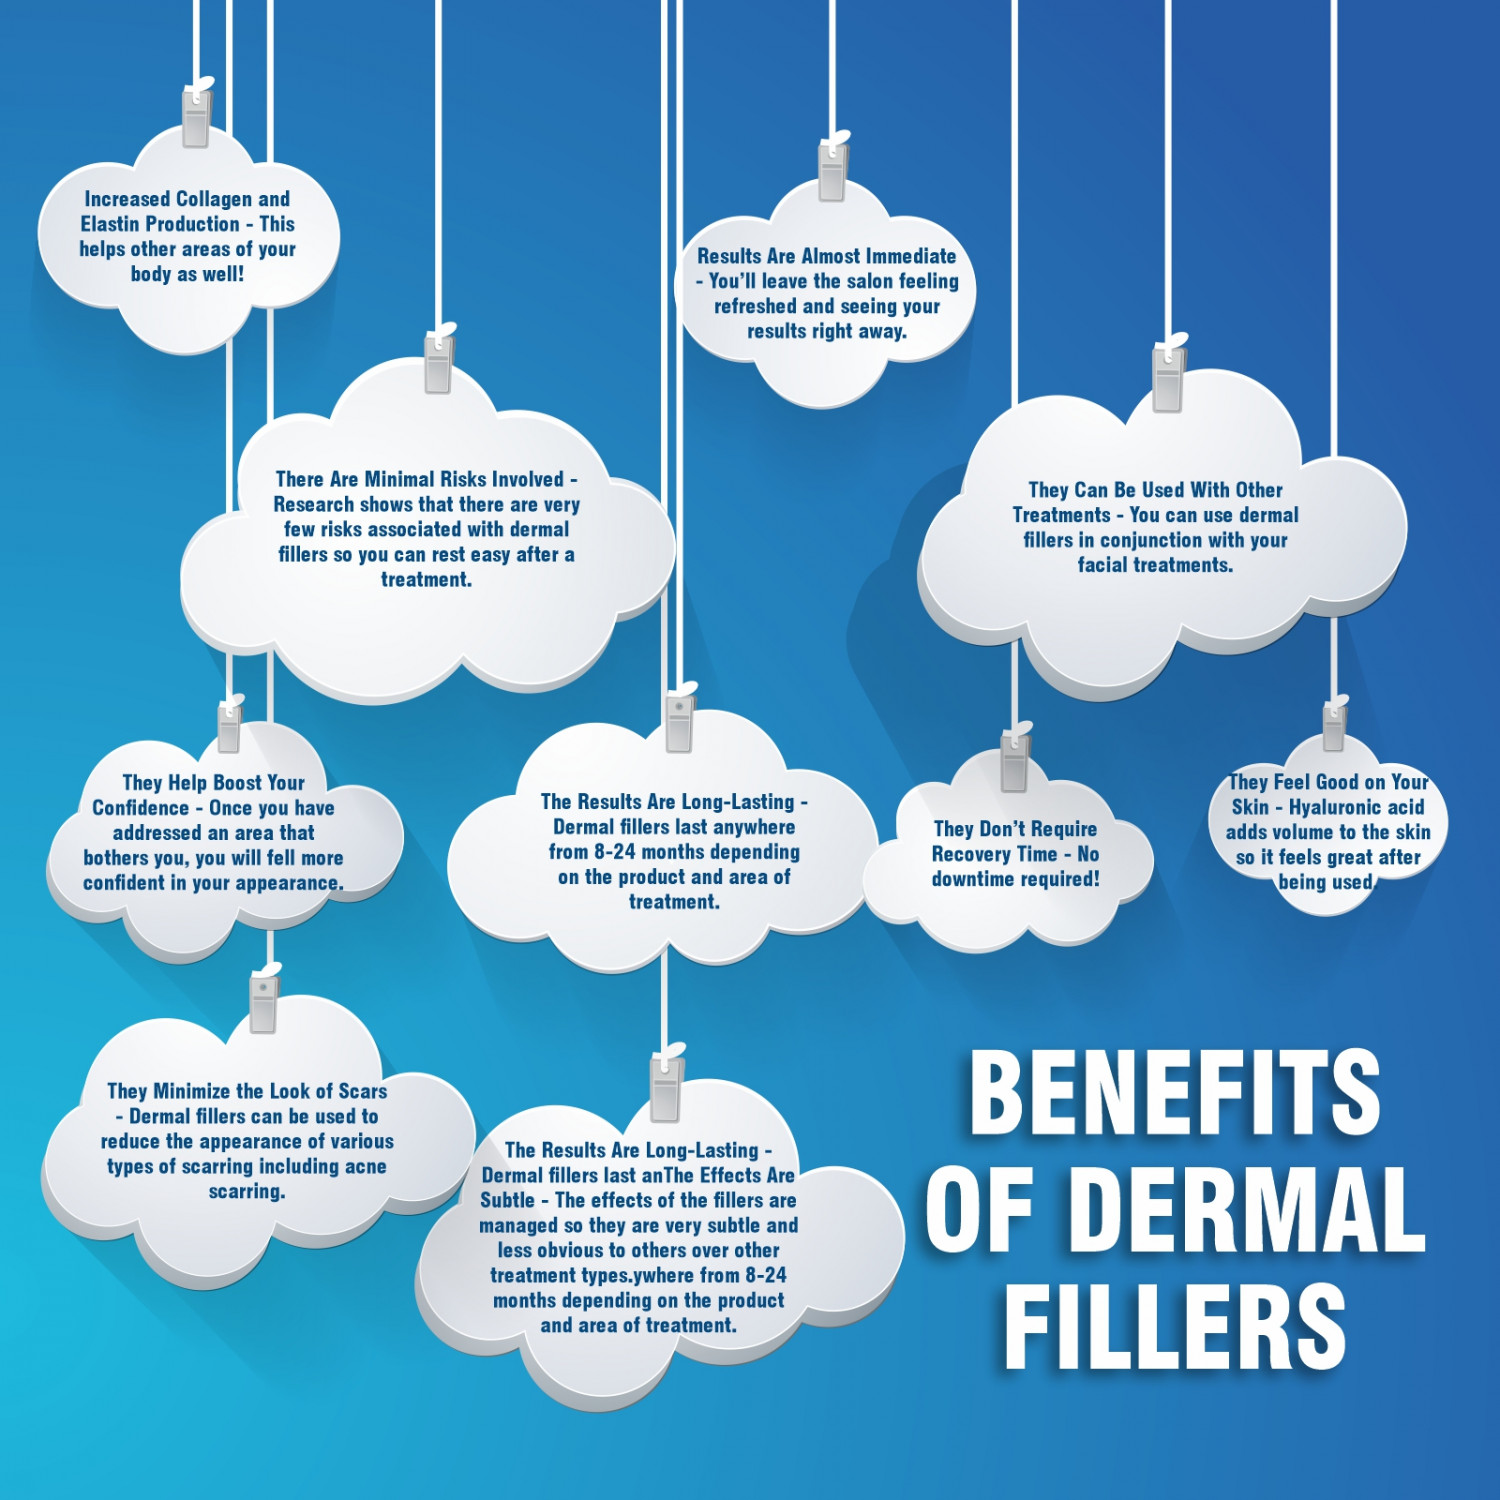 Increased Collagen and
Elastin Production - This
helps other areas of your
body as well!
Results Are Almost Immediate
- You'll leave the salon feeling
refreshed and seeing your
results right away.
There Are Minimal Risks Involved -
Research shows that there are very
few risks associated with dermal
fillers so you can rest easy after a
treatment.
They Can Be Used With Other
Treatments - You can use dermal
fillers in conjunction with your
facial treatments.
They Help Boost Your
Confidence - Once you have
addressed an area that
bothers you, you will fell more
confident in your appearance.
The Results Are Long-Lasting -
Dermal fillers last anywhere
from 8-24 months depending
on the product and area of
treatment.
They Don't Require
Recovery Time - No
downtime required!
They Feel Good on Your
Skin - Hyaluronic acid
adds volume to the skin
so it feels great after
being used.
They Minimize the Look of Scars
- Dermal fillers can be used to
reduce the appearance of various
types of scarring including acne
scarring.
The Results Are Long-Lasting -
Dermal fillers last anThe Effects Are
Subtle - The effects of the fillers are
managed so they are very subtle and
less obvious to others over other
treatment types.ywhere from 8-24
months depending on the product
and area of treatment.
BENEFITS
OF DERMAL
FILLERS